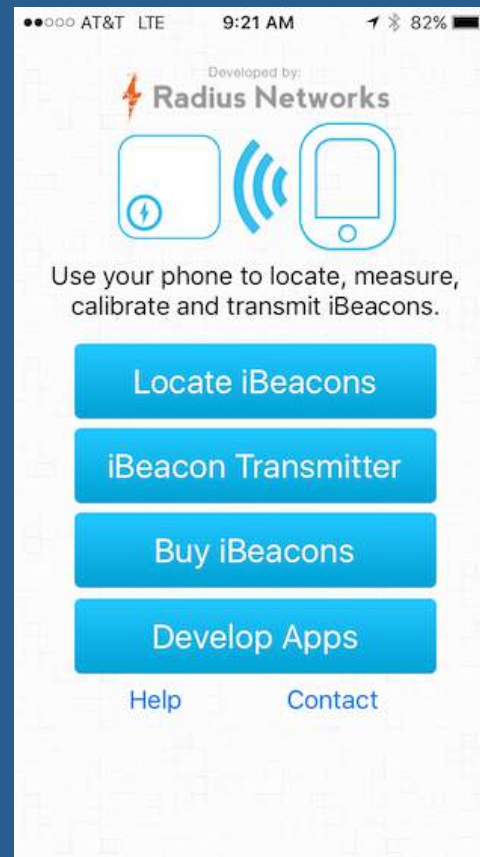 AT&T LTE 9:21 AM 82%
Developed by:
Radius Networks
Use your phone to locate, measure,
calibrate and transmit iBeacons.
Locate iBeacons
iBeacon Transmitter
Buy iBeacons
Develop Apps
Help Contact